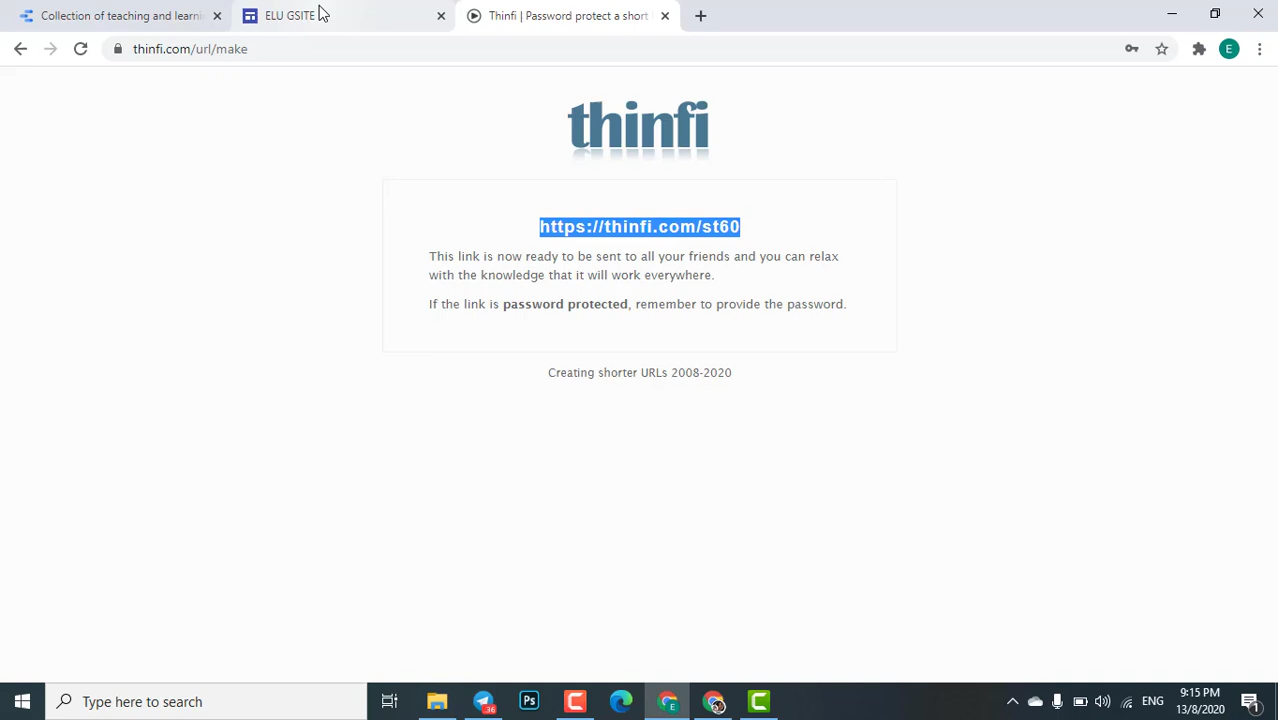 Collection of teaching and learni
ELU GSITE
Thinfi | Password protect a short
thinfi.com/url/make
E
thinfi
https://thinfi.com/st60
This link is now ready to be sent to all your friends and you can relax
with the knowledge that it will work everywhere.
If the link is password protected, remember to provide the password.
Creating shorter URLs 2008-2020
Type here to search
36
Ps
E
ENG
9:15 PM
13/8/2020
1